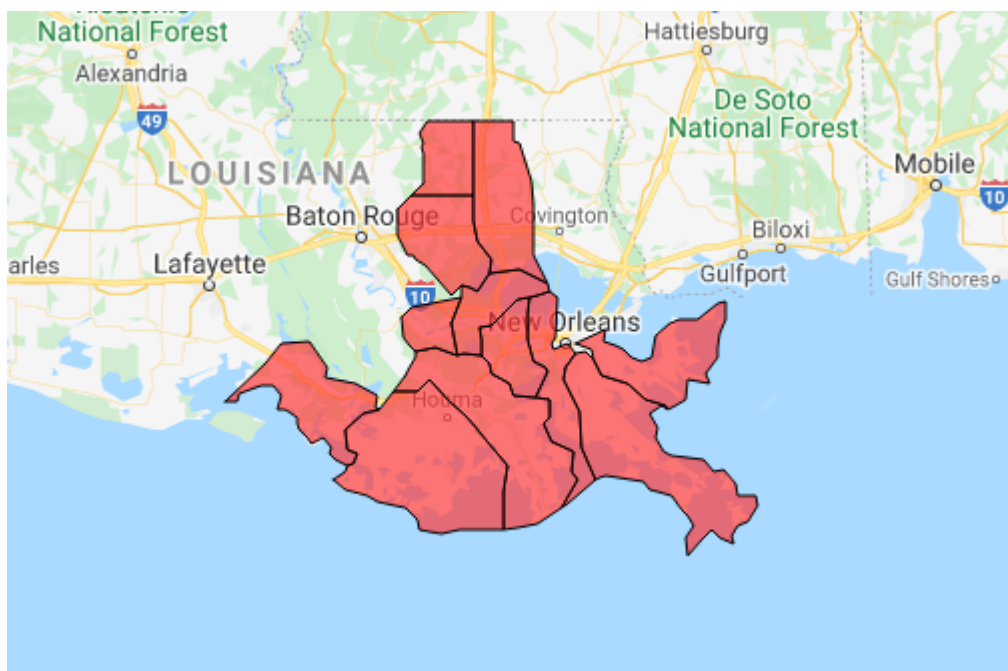 National Forest
Alexandria
49
LOUISIANA
Baton Rouge
Hattiesburg
De Soto
National Forest
Mobile
10
Covington
Biloxi
arles
Lafayette
10
Gulfport
Gulf Shores
New Orleans
Houma